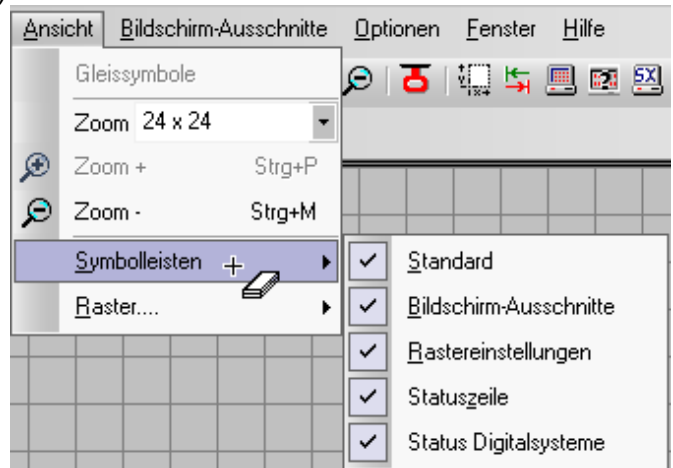 Ansicht Bildschirm-Ausschnitte Optionen Fenster Hilfe
Gleissymbole
Zoom 24 x 24
Zoom + Strg+P
Zoom - Strg+M
Symbolleisten
Raster....
Standard
Bildschirm-Ausschnitte
Rastereinstellungen
Statuszeile
Status Digitalsysteme
SX